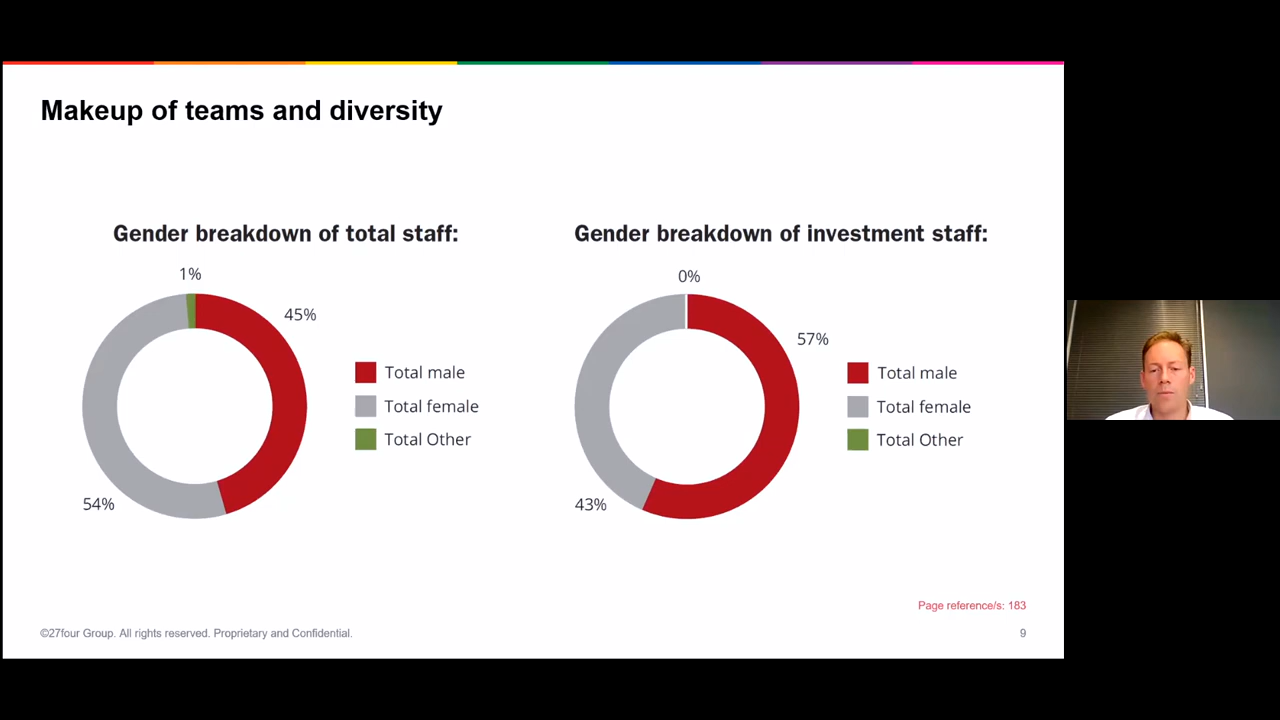 Makeup of teams and diversity
Gender breakdown of total staff:
1%
45%
54%
Total male
Total female
Total Other
Gender breakdown of investment staff:
0%
57%
43%
Total male
Total female
Total Other
Page reference/s: 183
©27four Group. All rights reserved. Proprietary and Confidential.
9